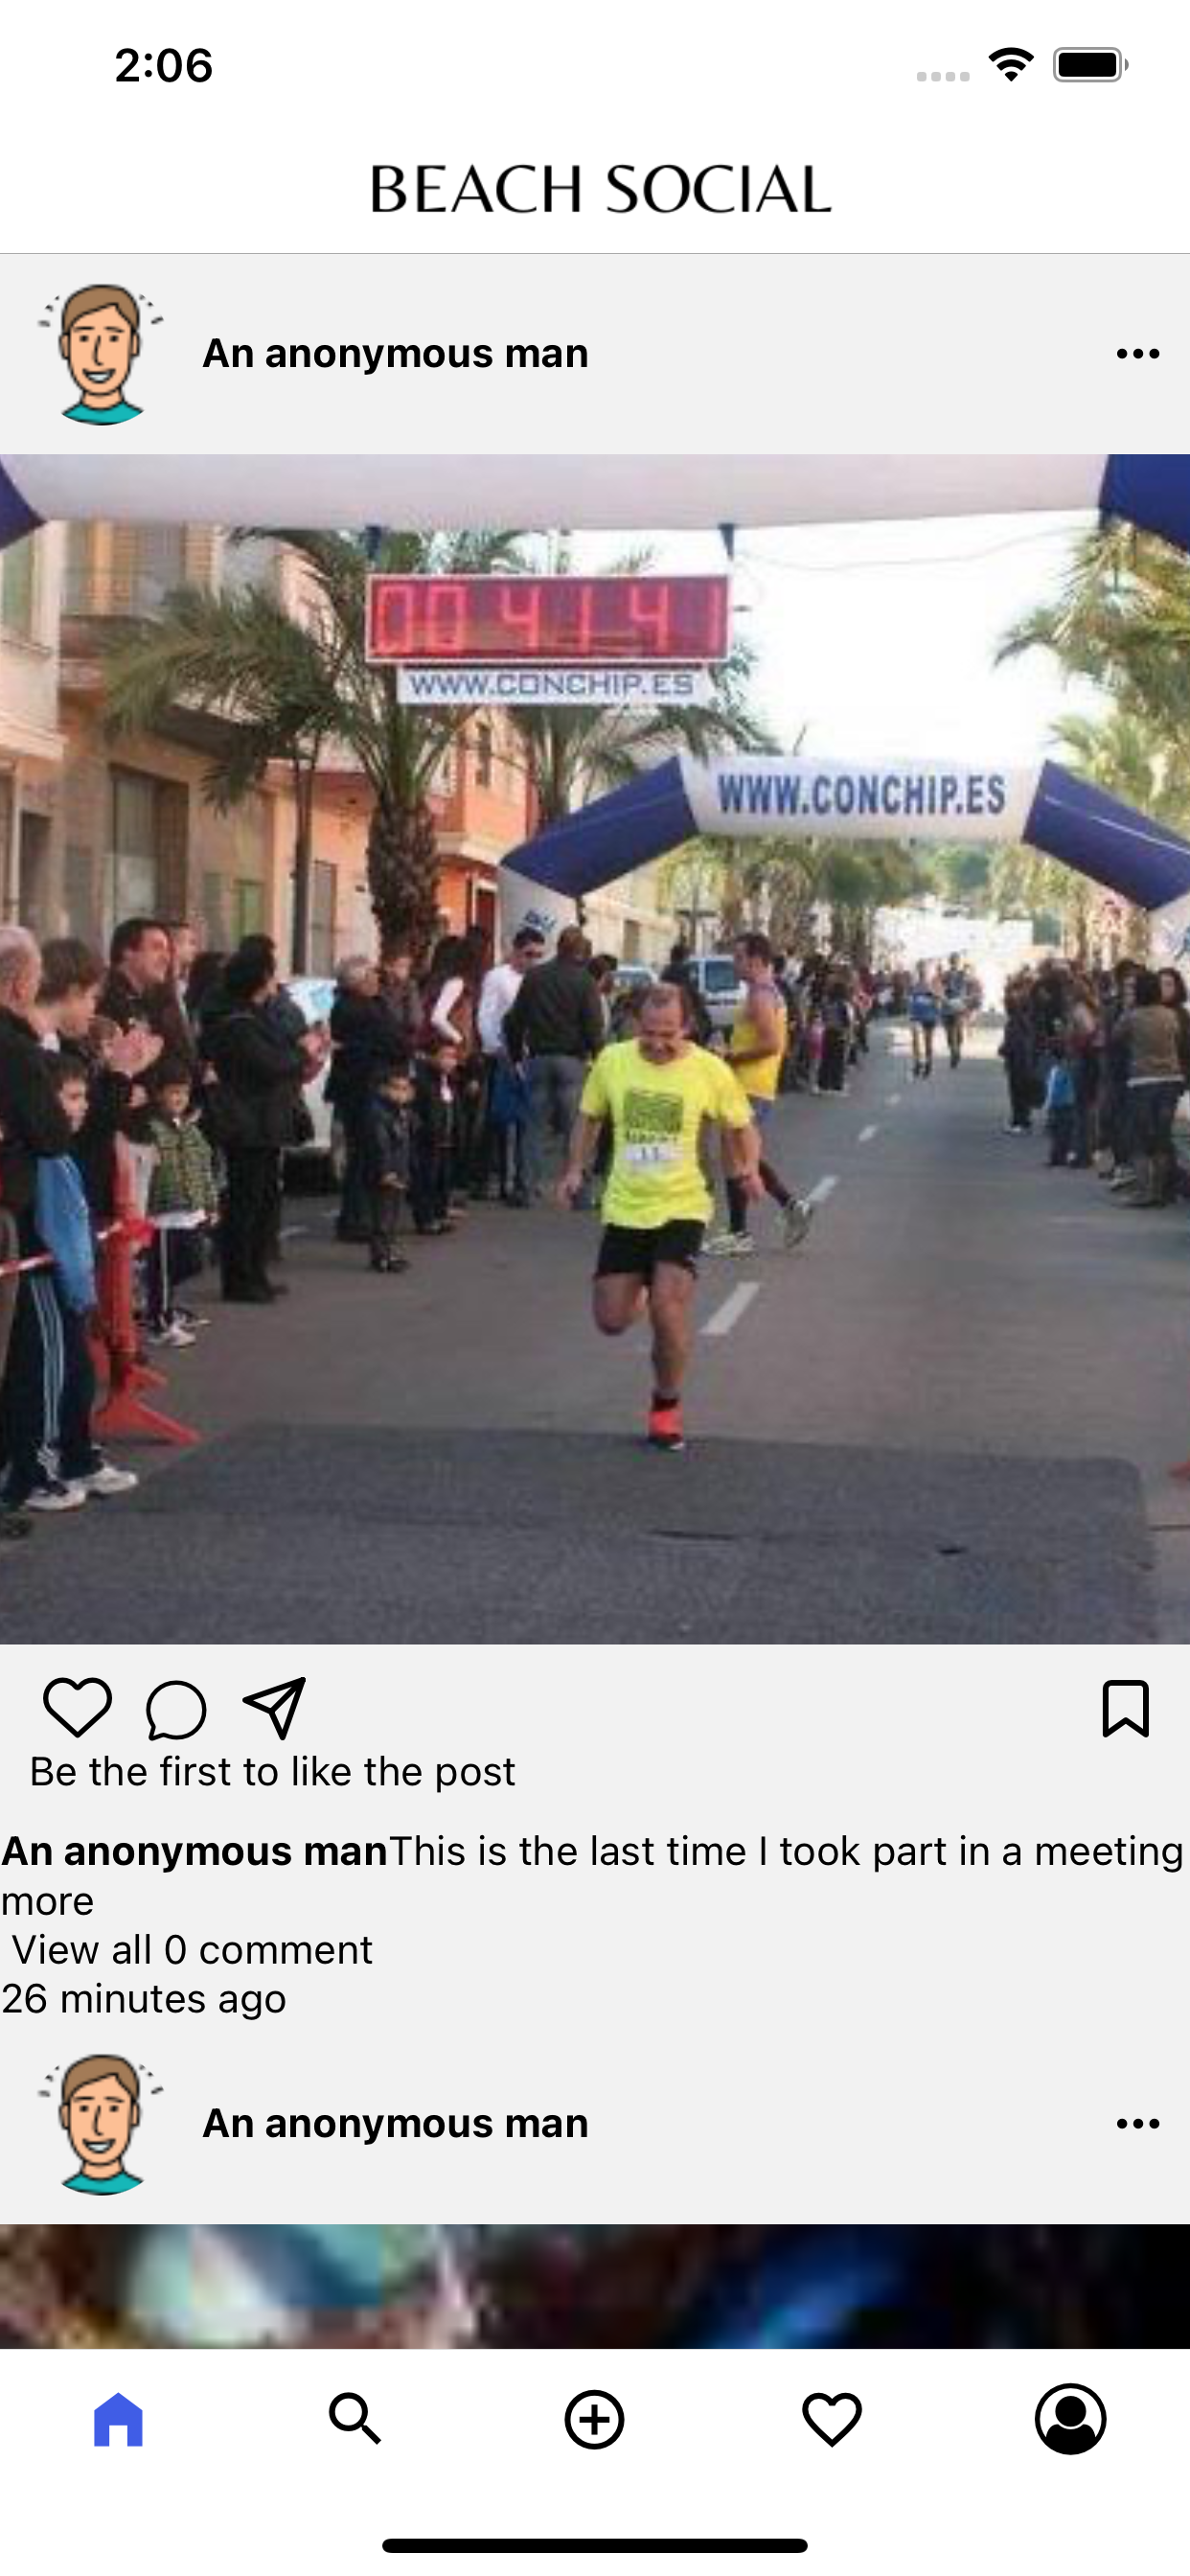 2:06
BEACH SOCIAL
An anonymous man
00 41 41
WWW.CONCHIP.ES
WWW.CONCHIP.ES
Be the first to like the post
An anonymous manThis is the last time I took part in a meeting
more
View all 0 comment
26 minutes ago
An anonymous man